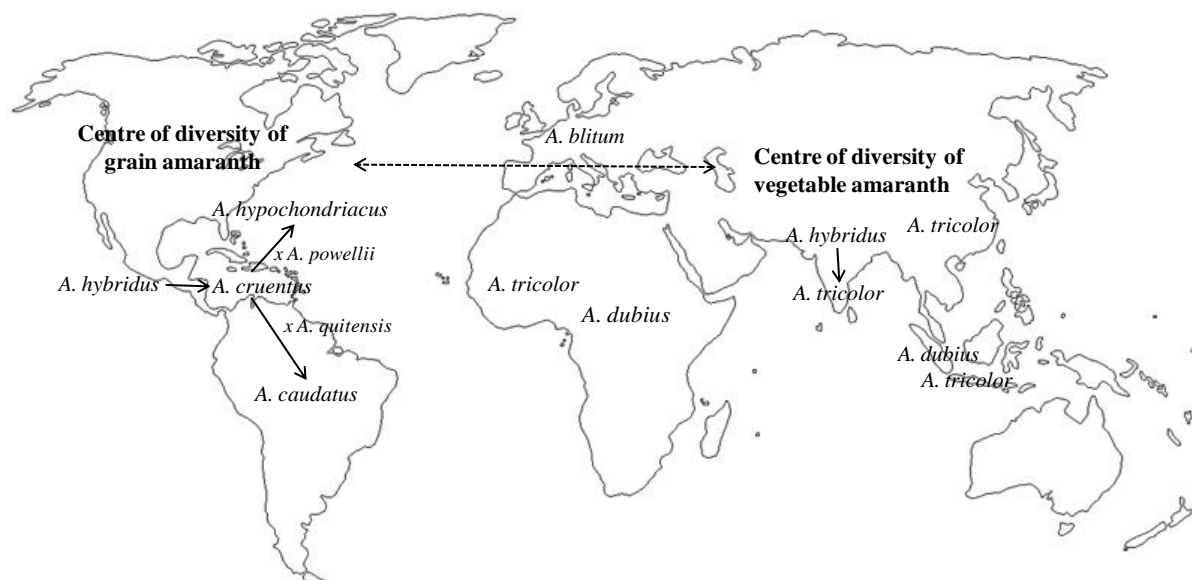 Centre of diversity of
grain amaranth
A. hypochondriacus
x A. powellii
A. hybridus
A. cruentus
x A. quitensis
A. caudatus
A. blitum
A. tricolor
A. dubius
Centre of diversity of
vegetable amaranth
A. tricolor
A. hybridus
A. tricolor
A. dubius
A. tricolor